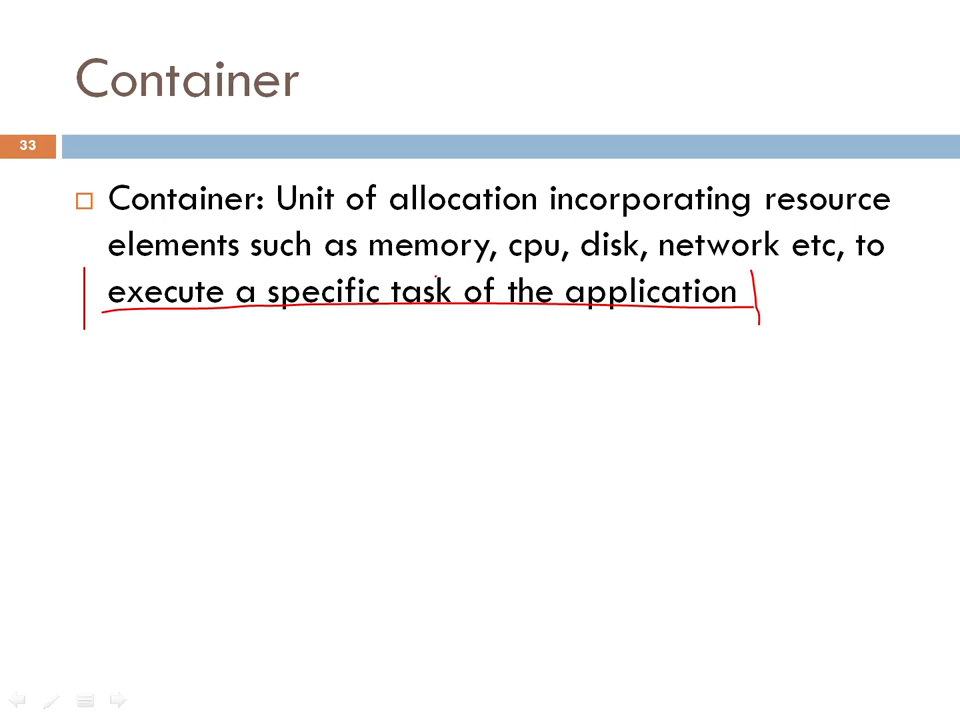 Container
33
Container: Unit of allocation incorporating resource
elements such as memory, cpu, disk, network etc, to
execute a specific task of the application